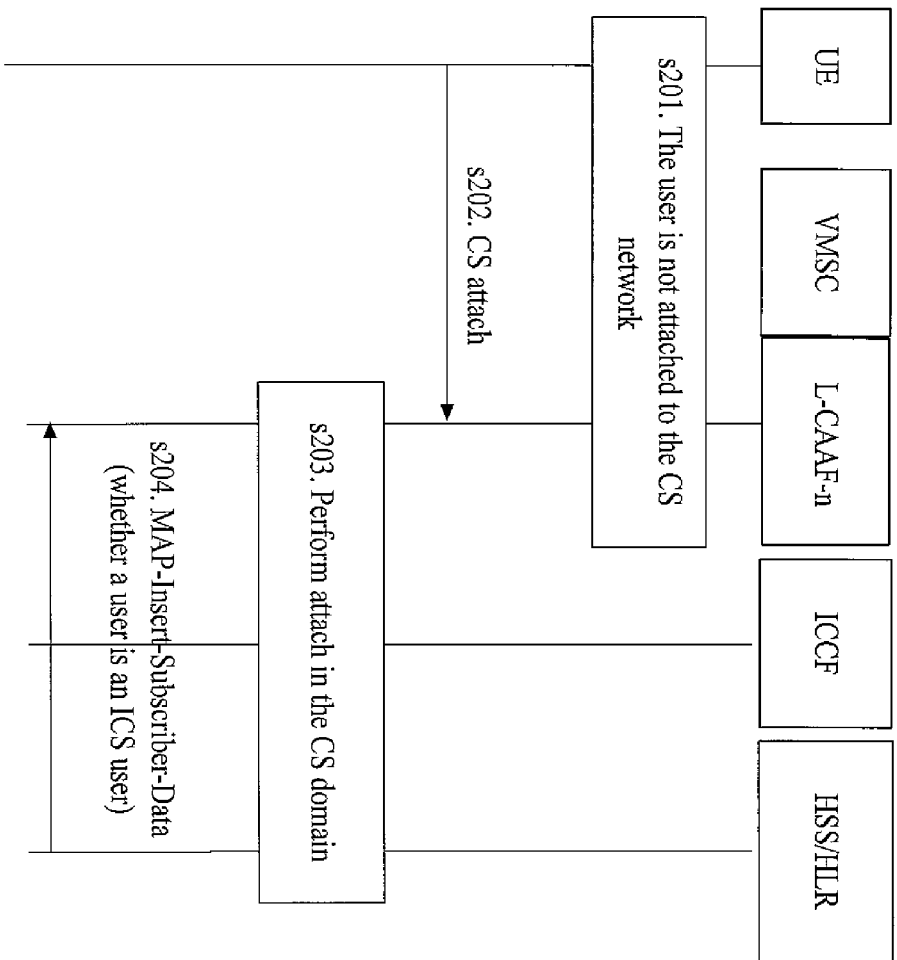 UE
VMSC
L-CAAF-n
ICCF
HSS/HLR
s201. The user is not attached to the CS
network
s202. CS attach
s203. Perform attach in the CS domain
s204. MAP-Insert-Subscriber-Data
(whether a user is an ICS user)